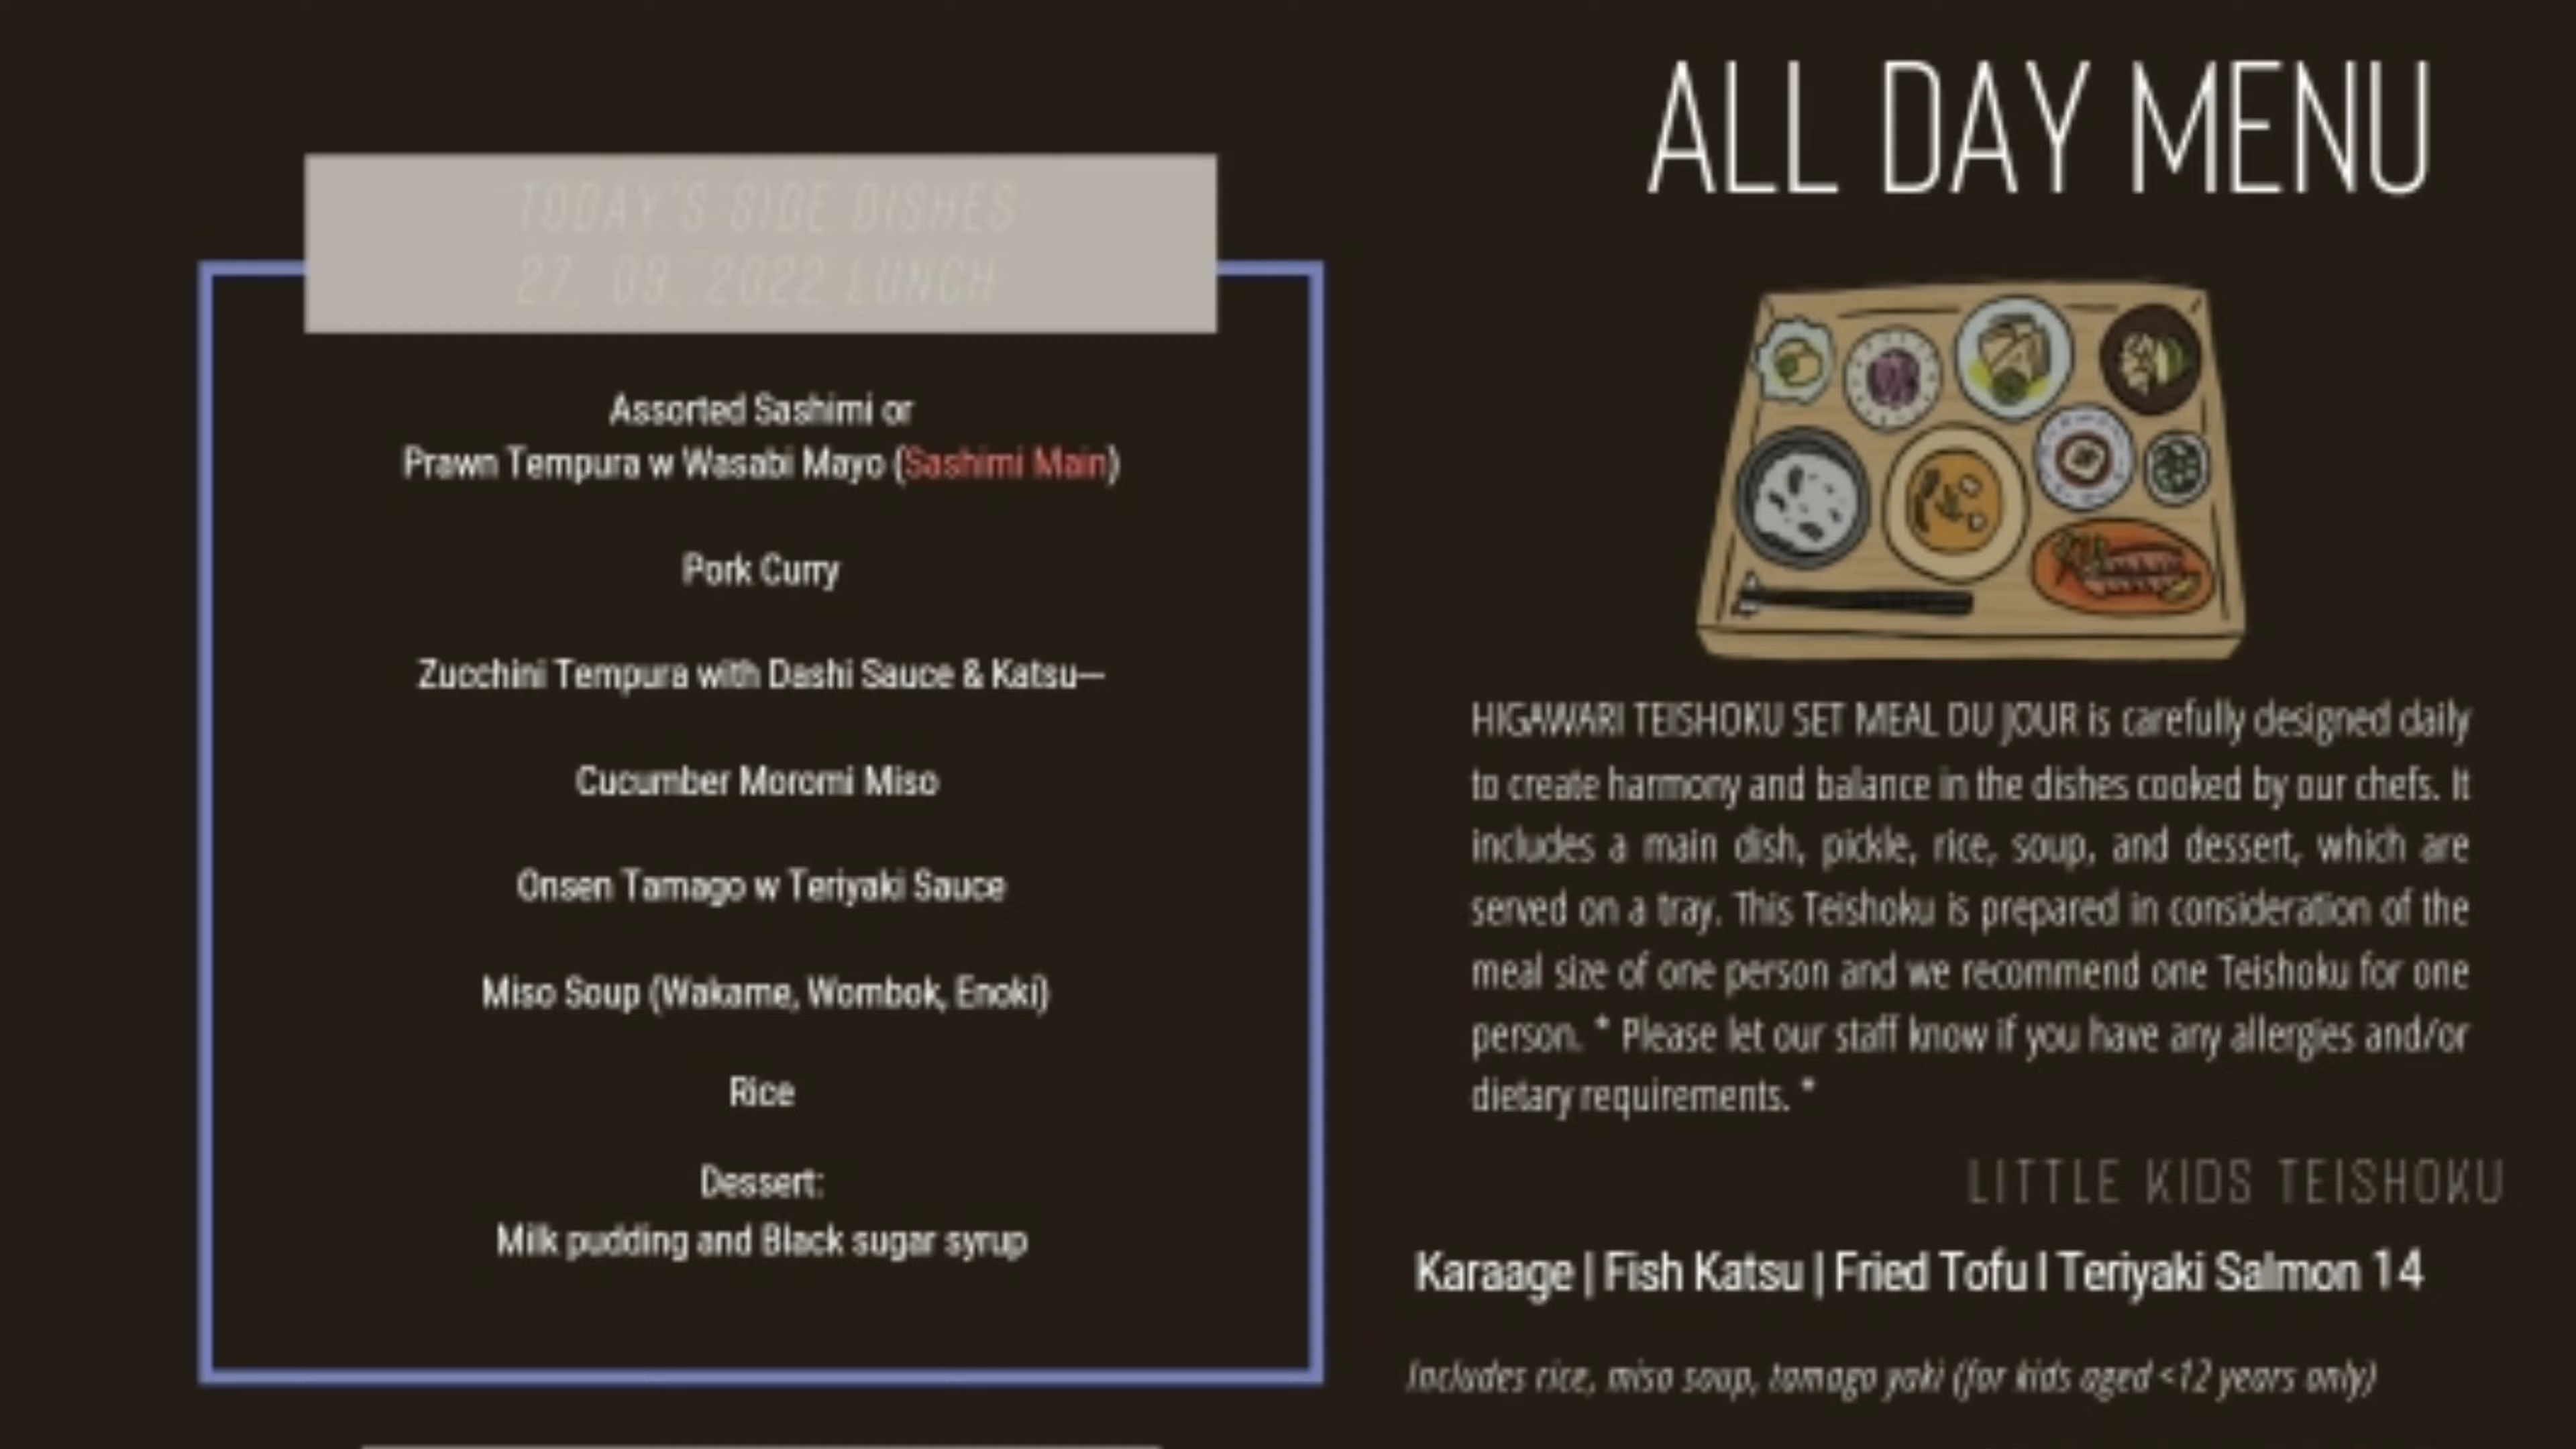 TODAY'S SIDE DISHES
27. 09. 2022 LUNCH
Assorted Sashimi or
Prawn Tempura w Wasabi Mayo (Sashimi Main)
Pork Curry
Zucchini Tempura with Dashi Sauce & Katsu—
Cucumber Moromi Miso
Onsen Tamago w Teriyaki Sauce
Miso Soup (Wakame, Wombok, Enoki)
Rice
Dessert:
Milk pudding and Black sugar syrup
ALL DAY MENU
HIGAWARI TEISHOKU SET MEAL DU JOUR is carefully designed daily
to create harmony and balance in the dishes cooked by our chefs. It
includes a main dish, pickle, rice, soup, and dessert, which are
served on a tray. This Teishoku is prepared in consideration of the
meal size of one person and we recommend one Teishoku for one
person. * Please let our staff know if you have any allergies and/or
dietary requirements. *
LITTLE KIDS TEISHOKU
Karaage | Fish Katsu | Fried Tofu I Teriyaki Salmon 14
Includes rice, miso soup, tamago yaki (for kids aged <12 years only)